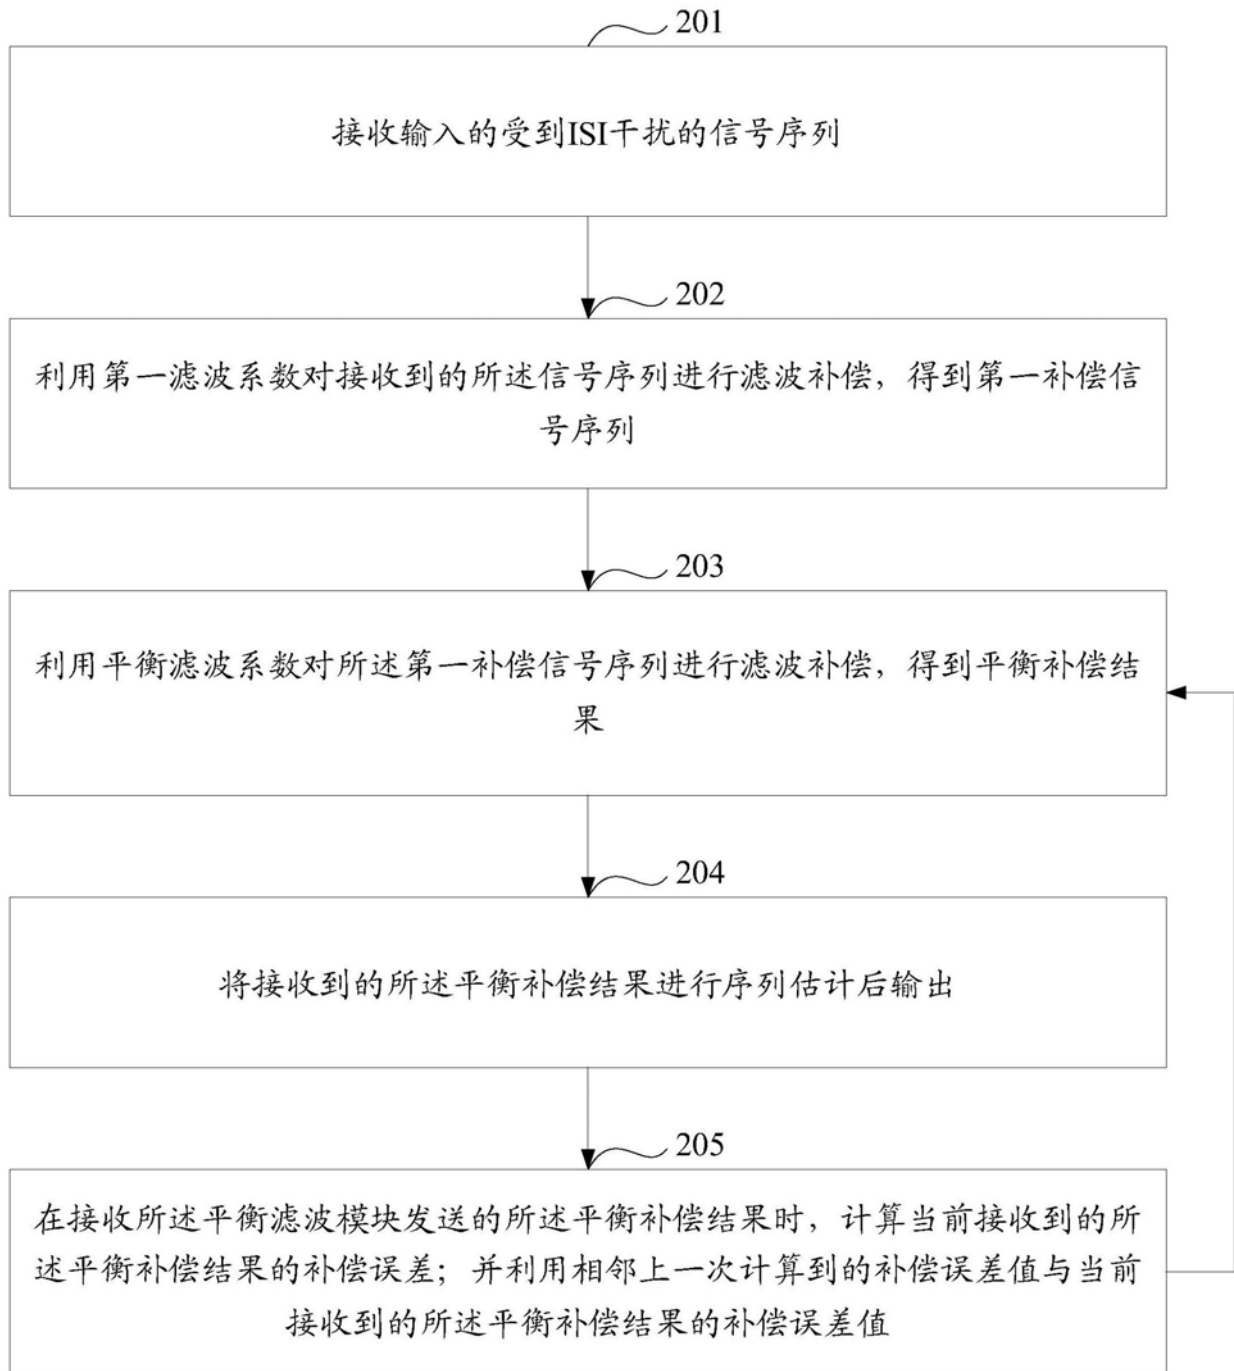 201
接收输入的受到ISI干扰的信号序列
202
利用第一滤波系数对接收到的所述信号序列进行滤波补偿，得到第一补偿信
号序列
203
利用平衡滤波系数对所述第一补偿信号序列进行滤波补偿，得到平衡补偿结
果
204
将接收到的所述平衡补偿结果进行序列估计后输出
205
在接收所述平衡滤波模块发送的所述平衡补偿结果时，计算当前接收到的所
述平衡补偿结果的补偿误差；并利用相邻上一次计算到的补偿误差值与当前
接收到的所述平衡补偿结果的补偿误差值